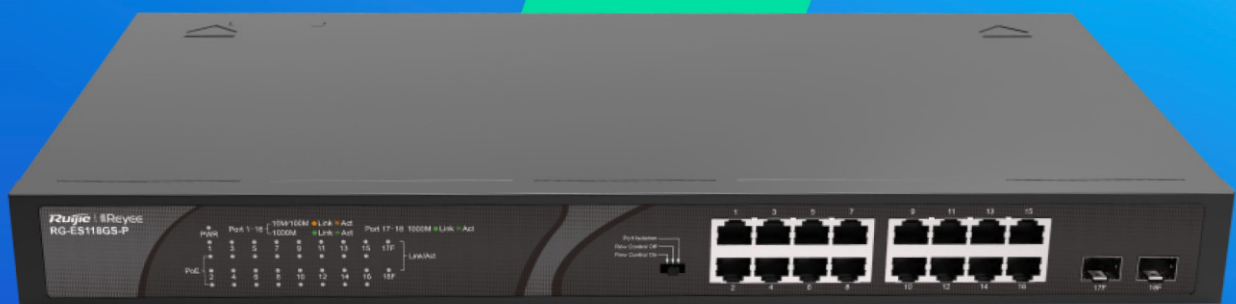 Ruijie | Reyee
RG-ES118GS-P
PWR
Port 1-16 10M/100M Link Act
1000M Link Act
Port 17-18 1000M Link Act
1 3 5 7 9 11 13 15 17F
Link/Act
PoE
2 4 6 8 10 12 14 16 18F
Port Isolation
Flow Control Off
Flow Control On
1 3 5 7
2 4 6 8
9 11 13 15
10 12 14 16
17F 18F